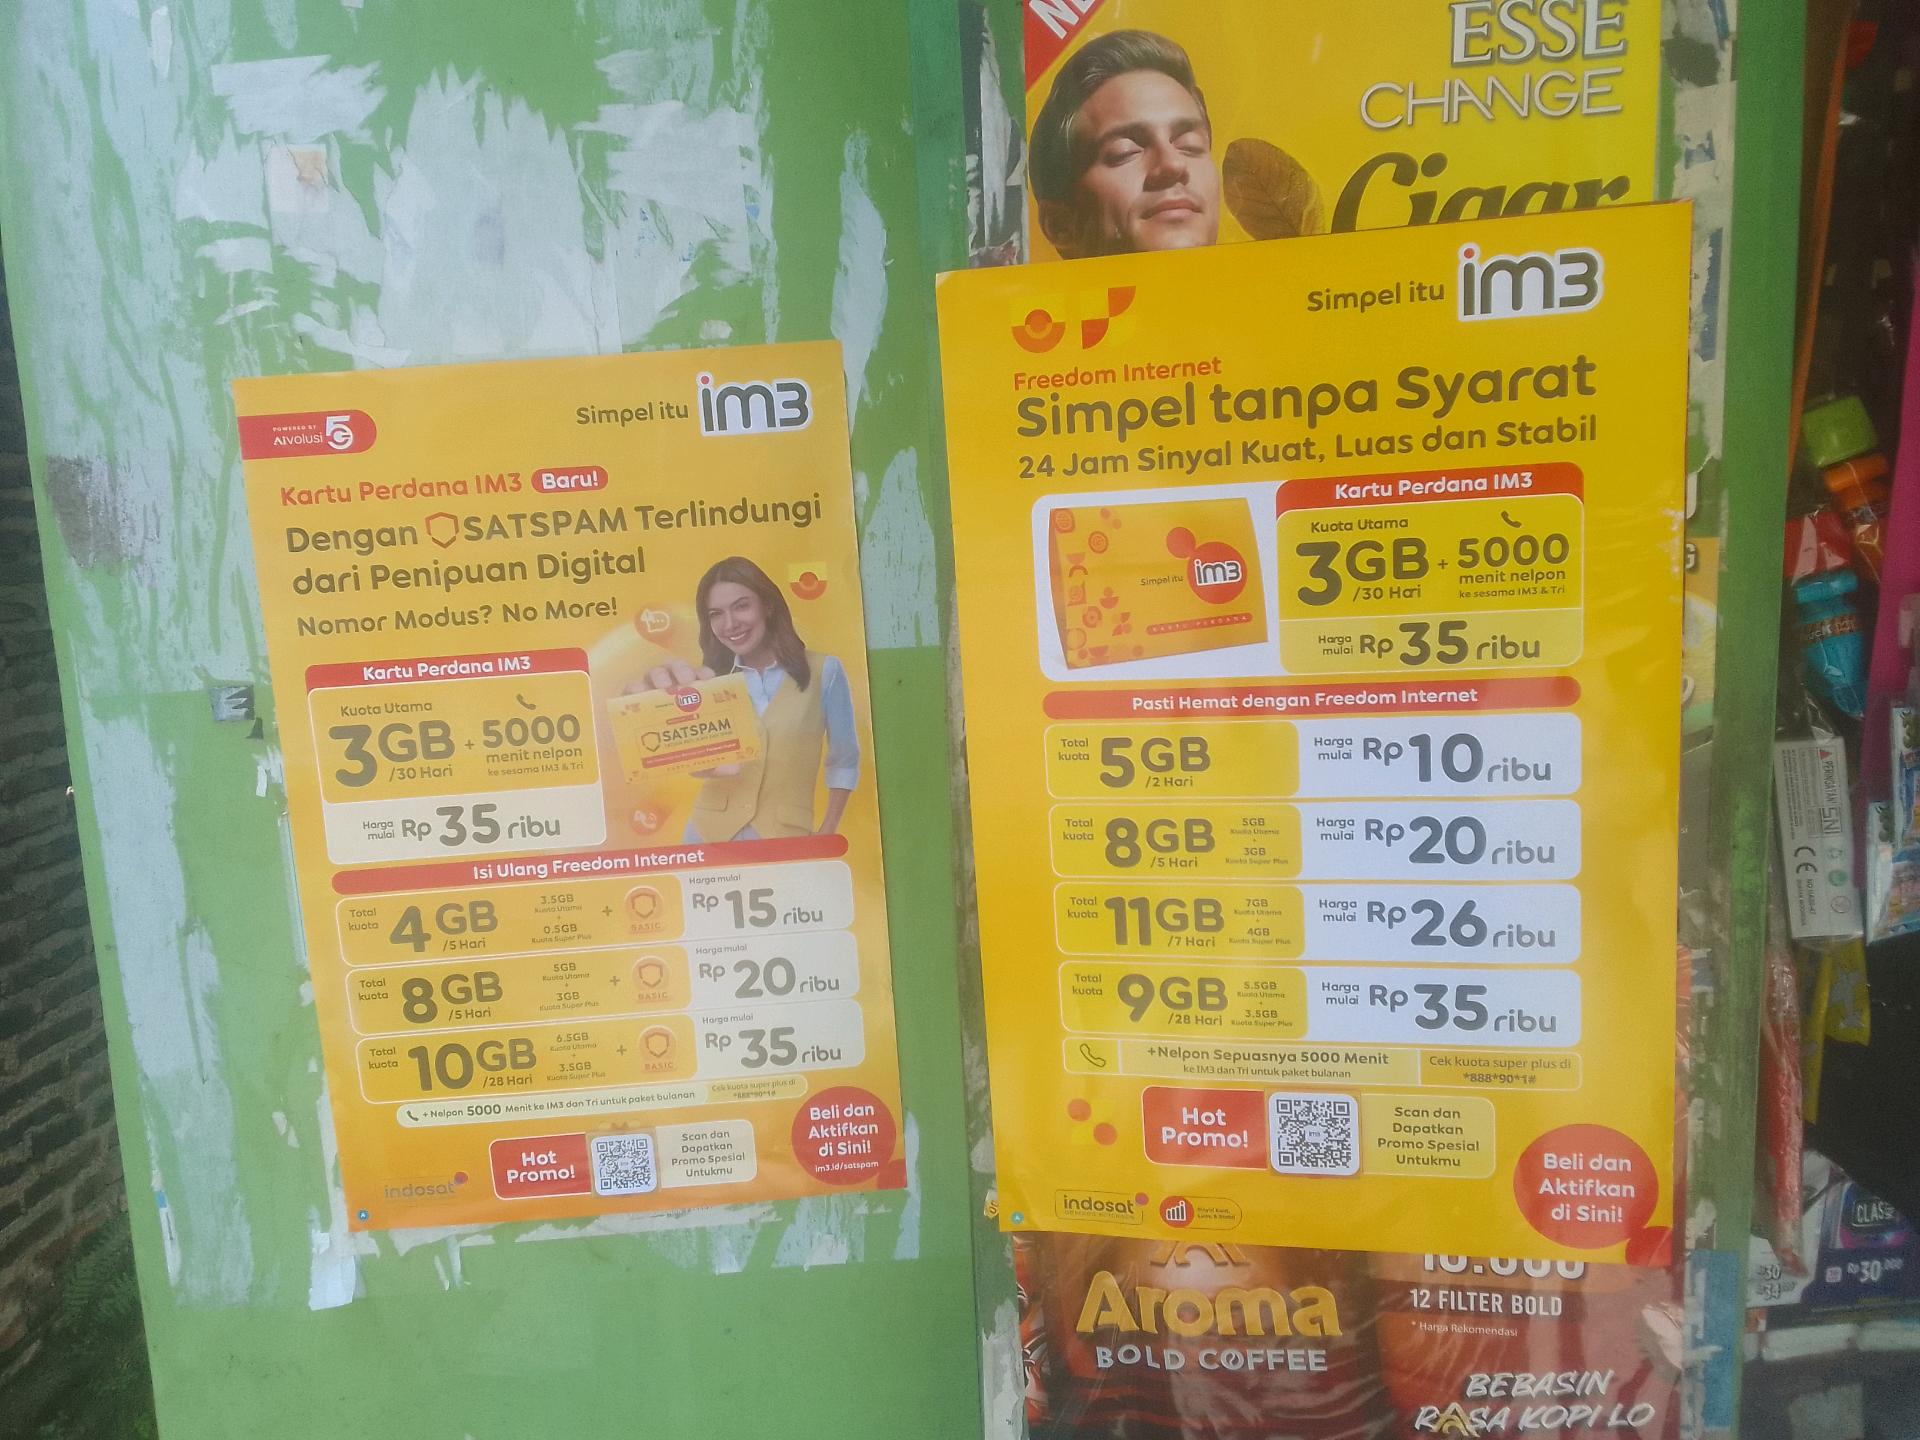 POWERED BY
AIvolusi 5G
Simpel itu im3
Kartu Perdana IM3 Baru!
Dengan SATSPAM Terlindungi
dari Penipuan Digital
Nomor Modus? No More!
Kartu Perdana IM3
Kuota Utama
3GB /30 Hari + 5000
menit nelpon
ke sesama IM3 & Tri
Harga mulai Rp 35 ribu
im3
SATSPAM
KARTU PERDANA
Isi Ulang Freedom Internet
Total kuota 4GB /5 Hari
3.5GB
Kuota Utama
+
0.5GB
Kuota Super Plus
+ BASIC
Harga mulai
Rp 15 ribu
Total kuota 8GB /5 Hari
5GB
Kuota Utama
+
3GB
Kuota Super Plus
+ BASIC
Harga mulai
Rp 20 ribu
Total kuota 10GB /28 Hari
6.5GB
Kuota Utama
+
3.5GB
Kuota Super Plus
+ BASIC
Harga mulai
Rp 35 ribu
+ Nelpon 5000 Menit ke IM3 dan Tri untuk paket bulanan
Cek kuota super plus di
*888*90*1#
Hot
Promo!
Scan dan
Dapatkan
Promo Spesial
Untukmu
Beli dan
Aktifkan
di Sini!
im3.id/satspam
indosat
ESSE
CHANGE
Cigar
Simpel itu im3
Freedom Internet
Simpel tanpa Syarat
24 Jam Sinyal Kuat, Luas dan Stabil
Simpel itu im3
KARTU PERDANA
Kartu Perdana IM3
Kuota Utama
3GB /30 Hari + 5000
menit nelpon
ke sesama IM3 & Tri
Harga mulai Rp 35 ribu
Pasti Hemat dengan Freedom Internet
Total kuota 5GB /2 Hari
Harga mulai Rp 10 ribu
Total kuota 8GB /5 Hari
5GB
Kuota Utama
+
3GB
Kuota Super Plus
Harga mulai Rp 20 ribu
Total kuota 11GB /7 Hari
7GB
Kuota Utama
+
4GB
Kuota Super Plus
Harga mulai Rp 26 ribu
Total kuota 9GB /28 Hari
5.5GB
Kuota Utama
+
3.5GB
Kuota Super Plus
Harga mulai Rp 35 ribu
+Nelpon Sepuasnya 5000 Menit
ke IM3 dan Tri untuk paket bulanan
Cek kuota super plus di
*888*90*1#
Hot
Promo!
Scan dan
Dapatkan
Promo Spesial
Untukmu
Beli dan
Aktifkan
di Sini!
indosat
OOREDOO HUTCHISON
Sinyal Kuat,
Luas, & Stabil
Aroma
BOLD COFFEE
12 FILTER BOLD
* Harga Rekomendasi
BEBASIN
RASA KOPI LO
PERINGATAN
SNI
CE
CLAS
Rp30.000